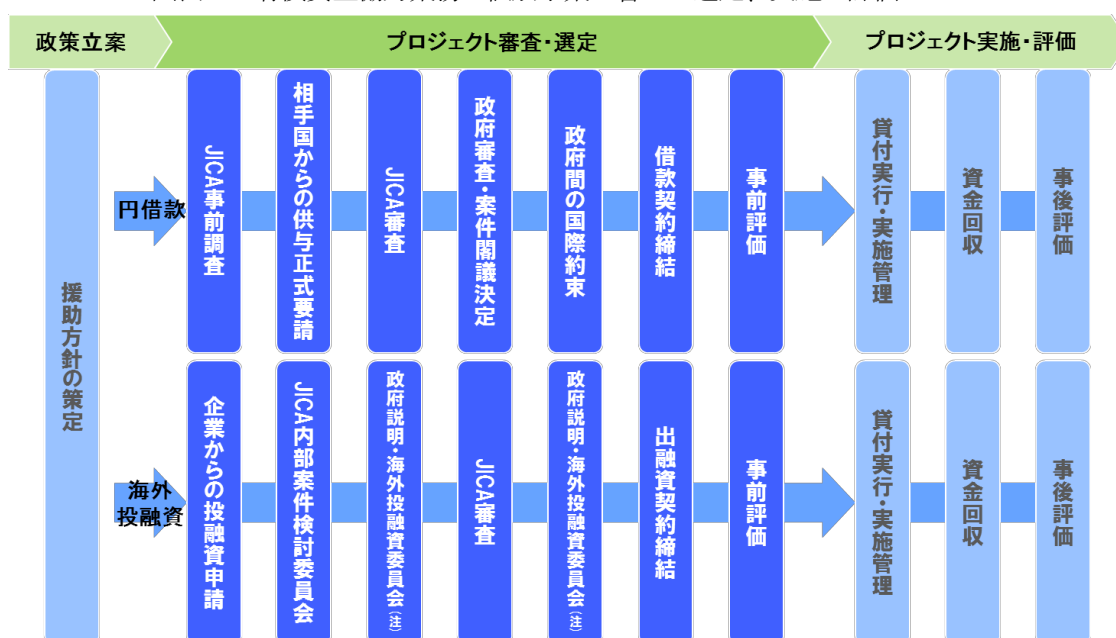 政策立案
プロジェクト審査・選定
プロジェクト実施・評価
援助方針の策定
円借款
JICA事前調査
相手国からの供与正式要請
JICA審査
政府審査・案件閣議決定
政府間の国際約束
借款契約締結
事前評価
貸付実行・実施管理
資金回収
事後評価
海外
投融資
企業からの投融資申請
JICA内部案件検討委員会
政府説明・海外投融資委員会(注)
JICA審査
政府説明・海外投融資委員会(注)
出融資契約締結
事前評価
貸付実行・実施管理
資金回収
事後評価